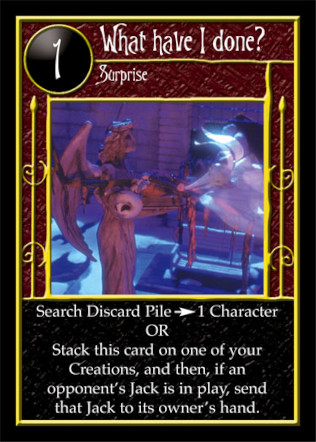 1
What have I done?
Surprise
Search Discard Pile ➛ 1 Character
OR
Stack this card on one of your
Creations, and then, if an
opponent's Jack is in play, send
that Jack to its owner's hand.